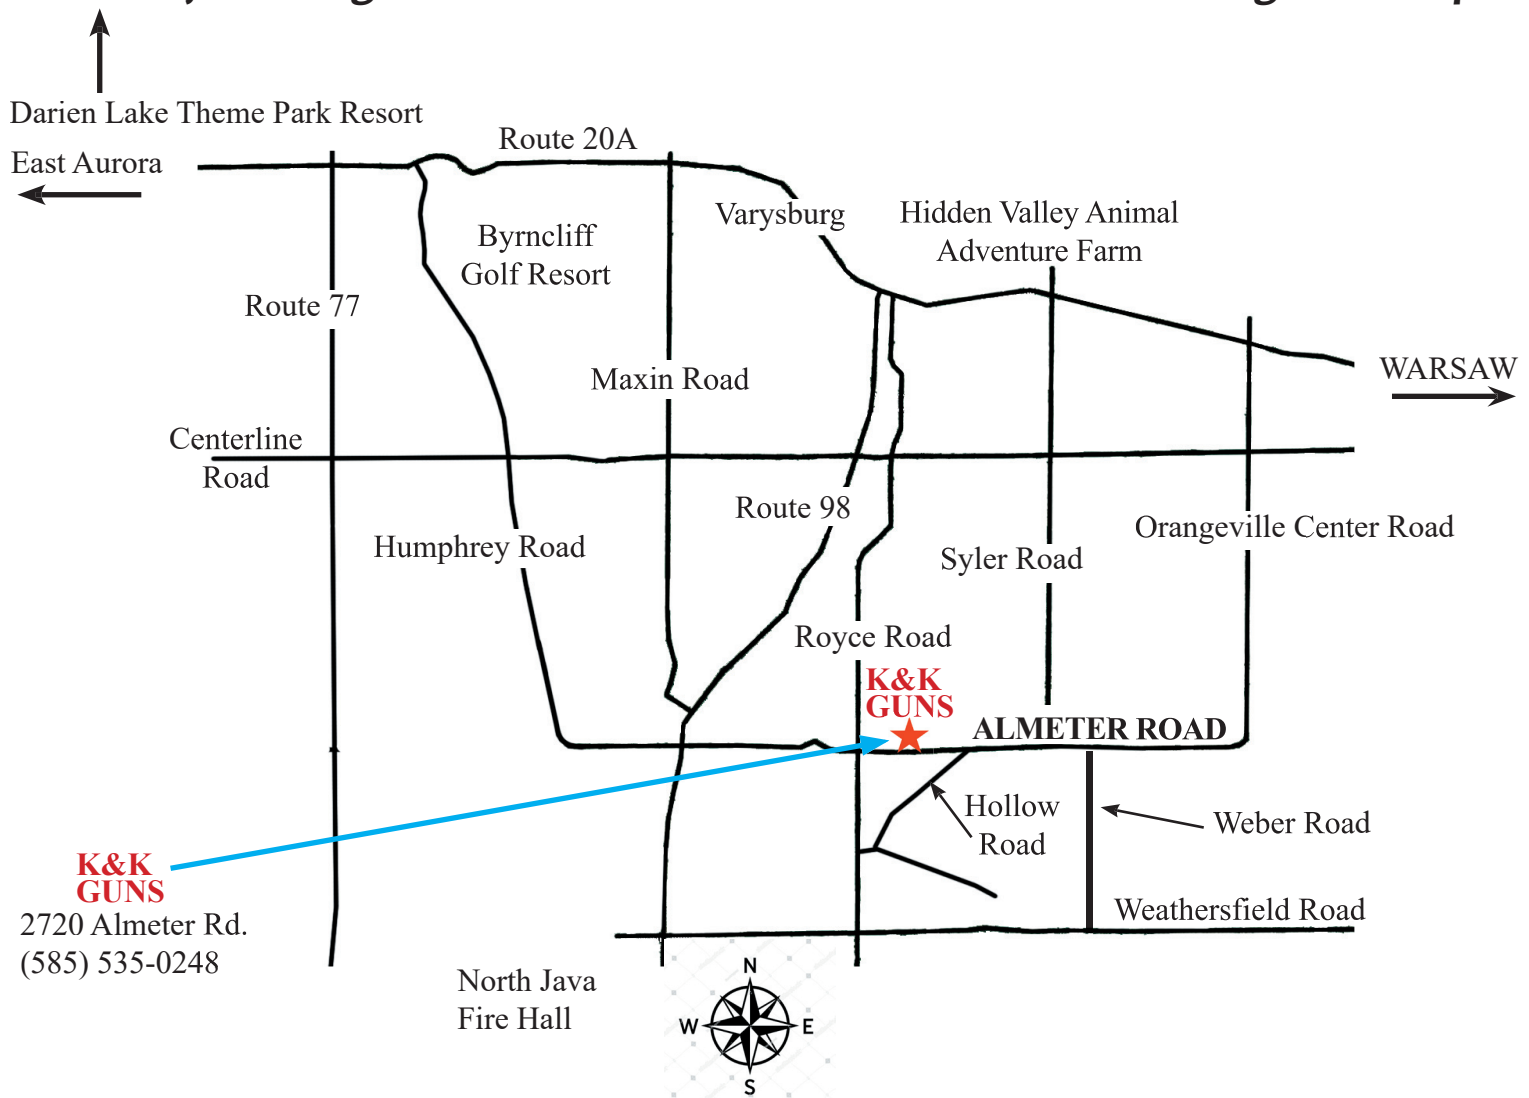 Darien Lake Theme Park Resort
East Aurora
Route 20A
Varysburg
Hidden Valley Animal
Adventure Farm
Byrncliff
Golf Resort
Route 77
Maxin Road
WARSAW
Centerline
Road
Route 98
Orangeville Center Road
Humphrey Road
Syler Road
Royce Road
K&K
GUNS
ALMETER ROAD
Hollow
Road
Weber Road
K&K
GUNS
2720 Almeter Rd.
(585) 535-0248
Weathersfield Road
North Java
Fire Hall
N
W
E
S